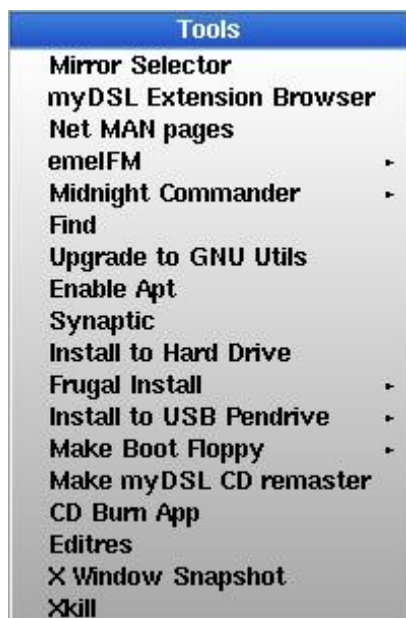 Tools
Mirror Selector
myDSL Extension Browser
Net MAN pages
emelFM
Midnight Commander
Find
Upgrade to GNU Utils
Enable Apt
Synaptic
Install to Hard Drive
Frugal Install
Install to USB Pendrive
Make Boot Floppy
Make myDSL CD remaster
CD Burn App
Editres
X Window Snapshot
Xkill